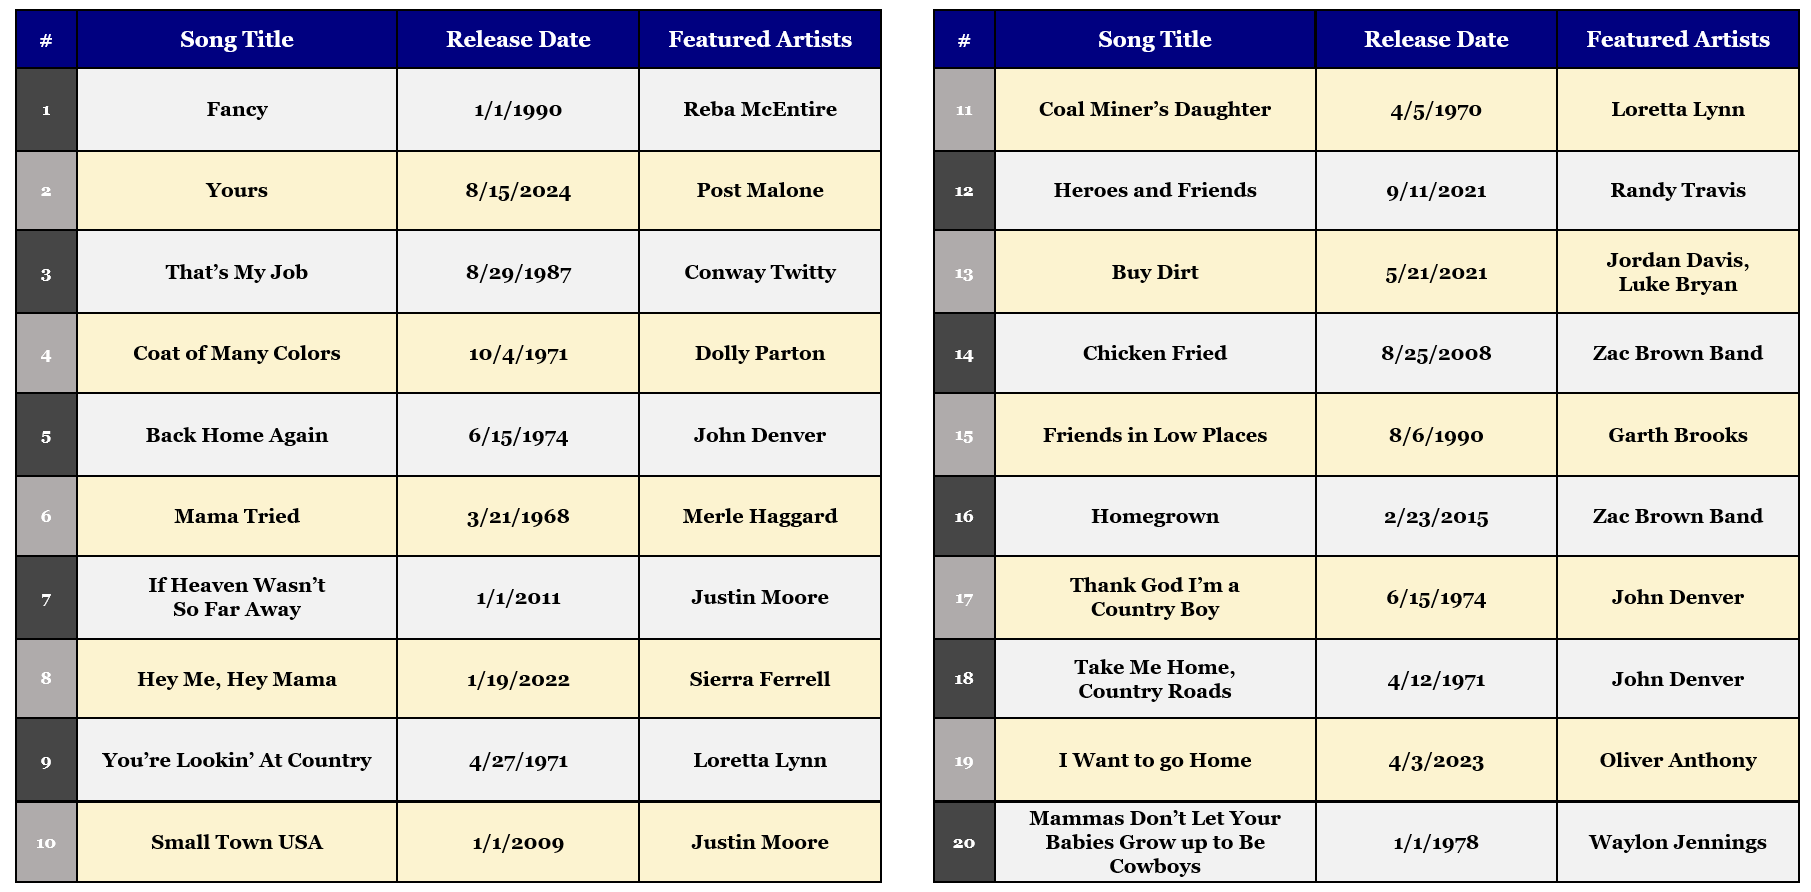 # Song Title Release Date Featured Artists
1 Fancy 1/1/1990 Reba McEntire
2 Yours 8/15/2024 Post Malone
3 That’s My Job 8/29/1987 Conway Twitty
4 Coat of Many Colors 10/4/1971 Dolly Parton
5 Back Home Again 6/15/1974 John Denver
6 Mama Tried 3/21/1968 Merle Haggard
7 If Heaven Wasn’t
So Far Away 1/1/2011 Justin Moore
8 Hey Me, Hey Mama 1/19/2022 Sierra Ferrell
9 You’re Lookin’ At Country 4/27/1971 Loretta Lynn
10 Small Town USA 1/1/2009 Justin Moore
# Song Title Release Date Featured Artists
11 Coal Miner’s Daughter 4/5/1970 Loretta Lynn
12 Heroes and Friends 9/11/2021 Randy Travis
13 Buy Dirt 5/21/2021 Jordan Davis,
Luke Bryan
14 Chicken Fried 8/25/2008 Zac Brown Band
15 Friends in Low Places 8/6/1990 Garth Brooks
16 Homegrown 2/23/2015 Zac Brown Band
17 Thank God I’m a
Country Boy 6/15/1974 John Denver
18 Take Me Home,
Country Roads 4/12/1971 John Denver
19 I Want to go Home 4/3/2023 Oliver Anthony
20 Mammas Don’t Let Your
Babies Grow up to Be
Cowboys 1/1/1978 Waylon Jennings